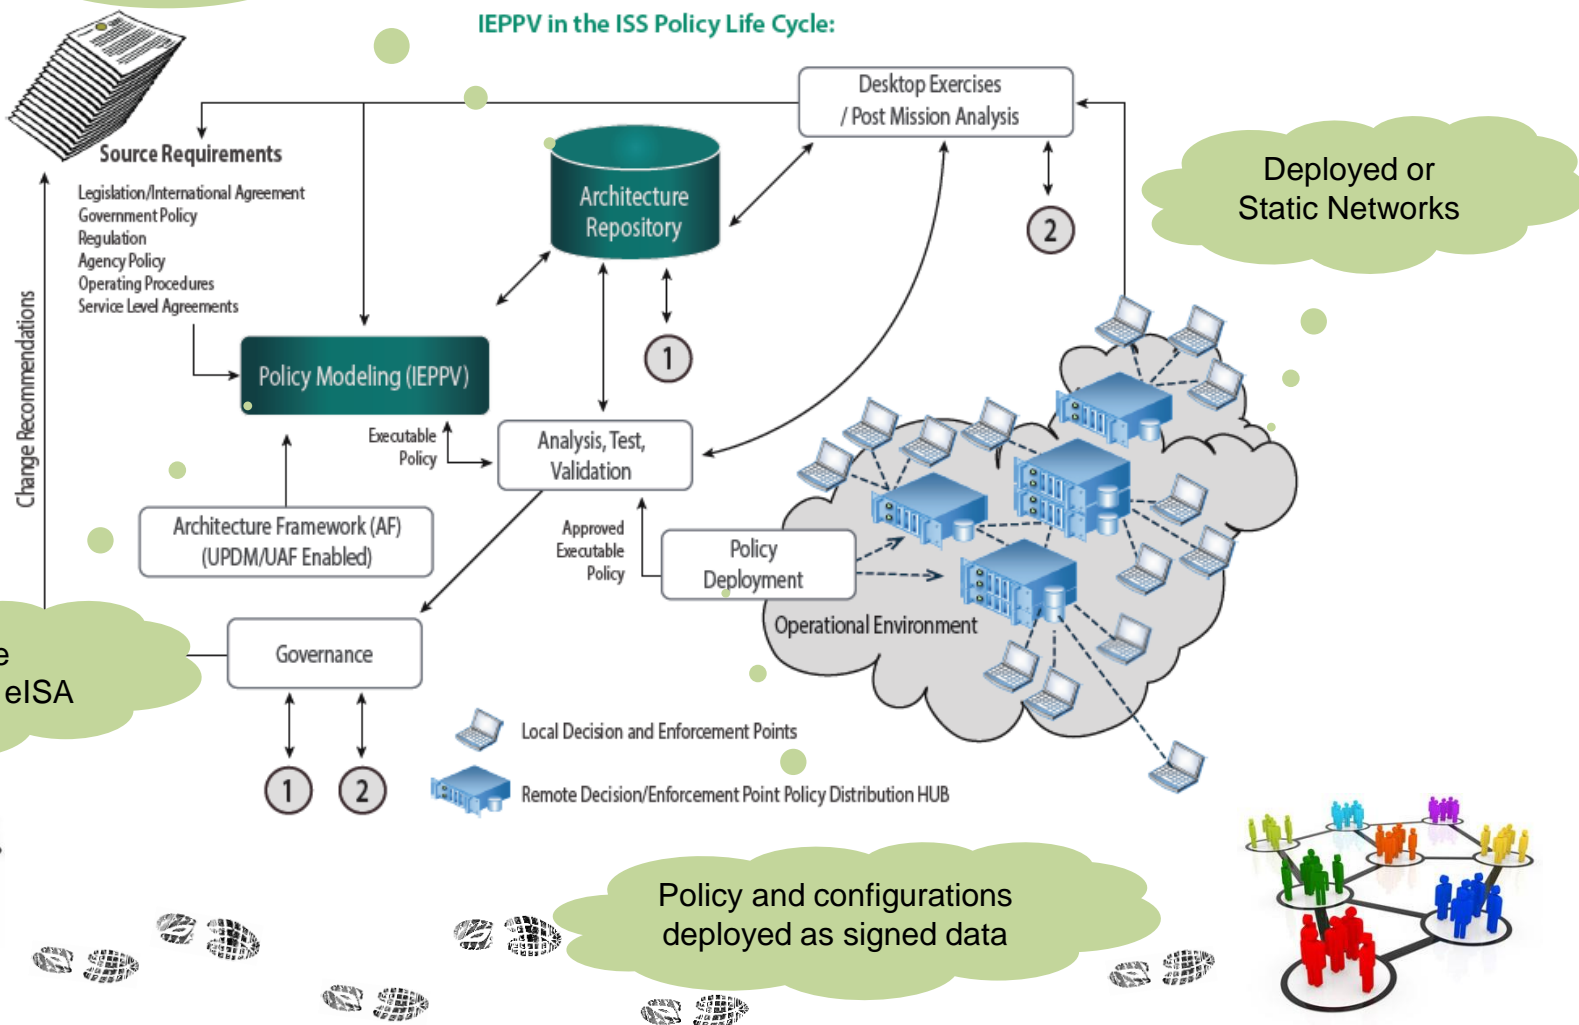 IEPPV in the ISS Policy Life Cycle:
Desktop Exercises
/ Post Mission Analysis
Source Requirements
Legislation/International Agreement
Government Policy
Regulation
Agency Policy
Operating Procedures
Service Level Agreements
Architecture
Repository
2
Deployed or
Static Networks
1
Change Recommendations
Policy Modeling (IEPPV)
Executable
Policy
Analysis, Test,
Validation
Architecture Framework (AF)
(UPDM/UAF Enabled)
Approved
Executable
Policy
Policy
Deployment
Operational Environment
e
eISA
Governance
1
2
Local Decision and Enforcement Points
Remote Decision/Enforcement Point Policy Distribution HUB
Policy and configurations
deployed as signed data